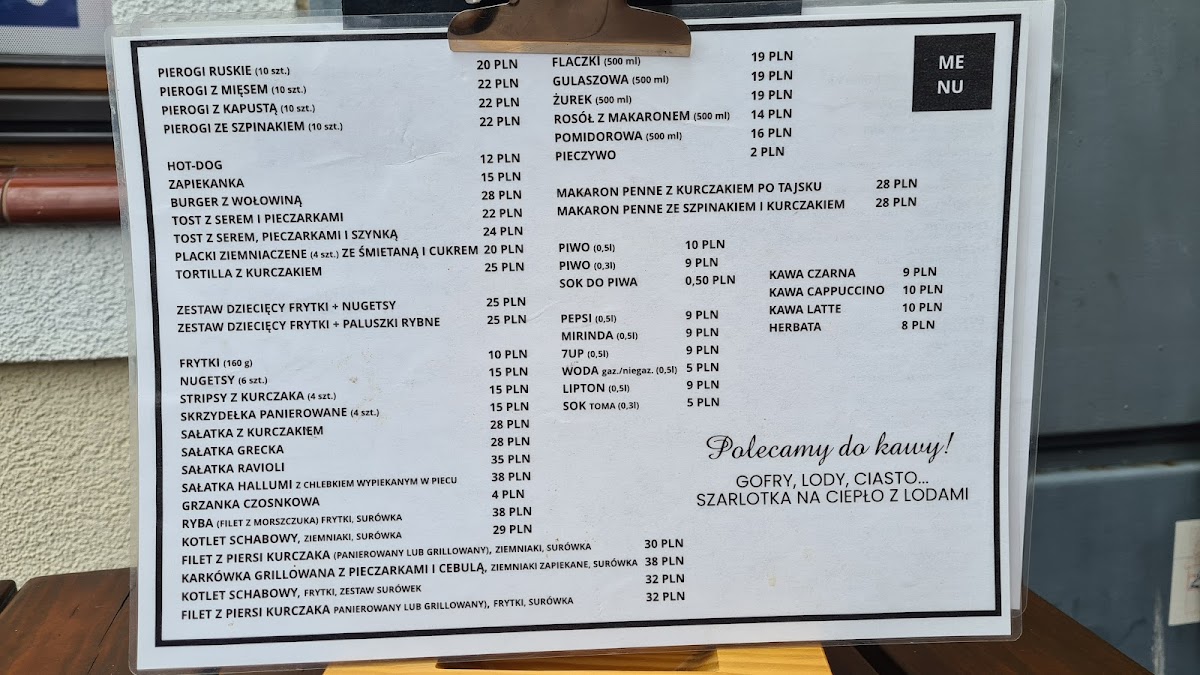 ME
NU
PIEROGI RUSKIE (10 szt.) 20 PLN
PIEROGI Z MIĘSEM (10 szt.) 22 PLN
PIEROGI Z KAPUSTĄ (10 szt.) 22 PLN
PIEROGI ZE SZPINAKIEM (10 szt.) 22 PLN
HOT-DOG 12 PLN
ZAPIEKANKA 15 PLN
BURGER Z WOŁOWINĄ 28 PLN
TOST Z SEREM I PIECZARKAMI 22 PLN
TOST Z SEREM, PIECZARKAMI I SZYNKĄ 24 PLN
PLACKI ZIEMNIACZENE (4 szt.) ZE ŚMIETANĄ I CUKREM 20 PLN
TORTILLA Z KURCZAKIEM 25 PLN
ZESTAW DZIECIĘCY FRYTKI + NUGETSY 25 PLN
ZESTAW DZIECIĘCY FRYTKI + PALUSZKI RYBNE 25 PLN
FRYTKI (160 g) 10 PLN
NUGETSY (6 szt.) 15 PLN
STRIPSY Z KURCZAKA (4 szt.) 15 PLN
SKRZYDEŁKA PANIEROWANE (4 szt.) 15 PLN
SAŁATKA Z KURCZAKIEM 28 PLN
SAŁATKA GRECKA 28 PLN
SAŁATKA RAVIOLI 35 PLN
SAŁATKA HALLUMI Z CHLEBKIEM WYPIEKANYM W PIECU 38 PLN
GRZANKA CZOSNKOWA 4 PLN
RYBA (FILET Z MORSZCZUKA) FRYTKI, SURÓWKA 38 PLN
KOTLET SCHABOWY, ZIEMNIAKI, SURÓWKA 29 PLN
FILET Z PIERSI KURCZAKA (PANIEROWANY LUB GRILLOWANY), ZIEMNIAKI, SURÓWKA 30 PLN
KARKÓWKA GRILLOWANA Z PIECZARKAMI I CEBULĄ, ZIEMNIAKI ZAPIEKANE, SURÓWKA 38 PLN
KOTLET SCHABOWY, FRYTKI, ZESTAW SURÓWEK 32 PLN
FILET Z PIERSI KURCZAKA PANIEROWANY LUB GRILLOWANY), FRYTKI, SURÓWKA 32 PLN
FLACZKI (500 ml) 19 PLN
GULASZOWA (500 ml) 19 PLN
ŻUREK (500 ml) 19 PLN
ROSÓŁ Z MAKARONEM (500 ml) 14 PLN
POMIDOROWA (500 ml) 16 PLN
PIECZYWO 2 PLN
MAKARON PENNE Z KURCZAKIEM PO TAJSKU 28 PLN
MAKARON PENNE ZE SZPINAKIEM I KURCZAKIEM 28 PLN
PIWO (0,5l) 10 PLN
PIWO (0,3l) 9 PLN
SOK DO PIWA 0,50 PLN
PEPSI (0,5l) 9 PLN
MIRINDA (0,5l) 9 PLN
7UP (0,5l) 9 PLN
WODA gaz./niegaz. (0,5l) 5 PLN
LIPTON (0,5l) 9 PLN
SOK TOMA (0,3l) 5 PLN
KAWA CZARNA 9 PLN
KAWA CAPPUCCINO 10 PLN
KAWA LATTE 10 PLN
HERBATA 8 PLN
Polecamy do kawy!
GOFRY, LODY, CIASTO...
SZARLOTKA NA CIEPŁO Z LODAMI